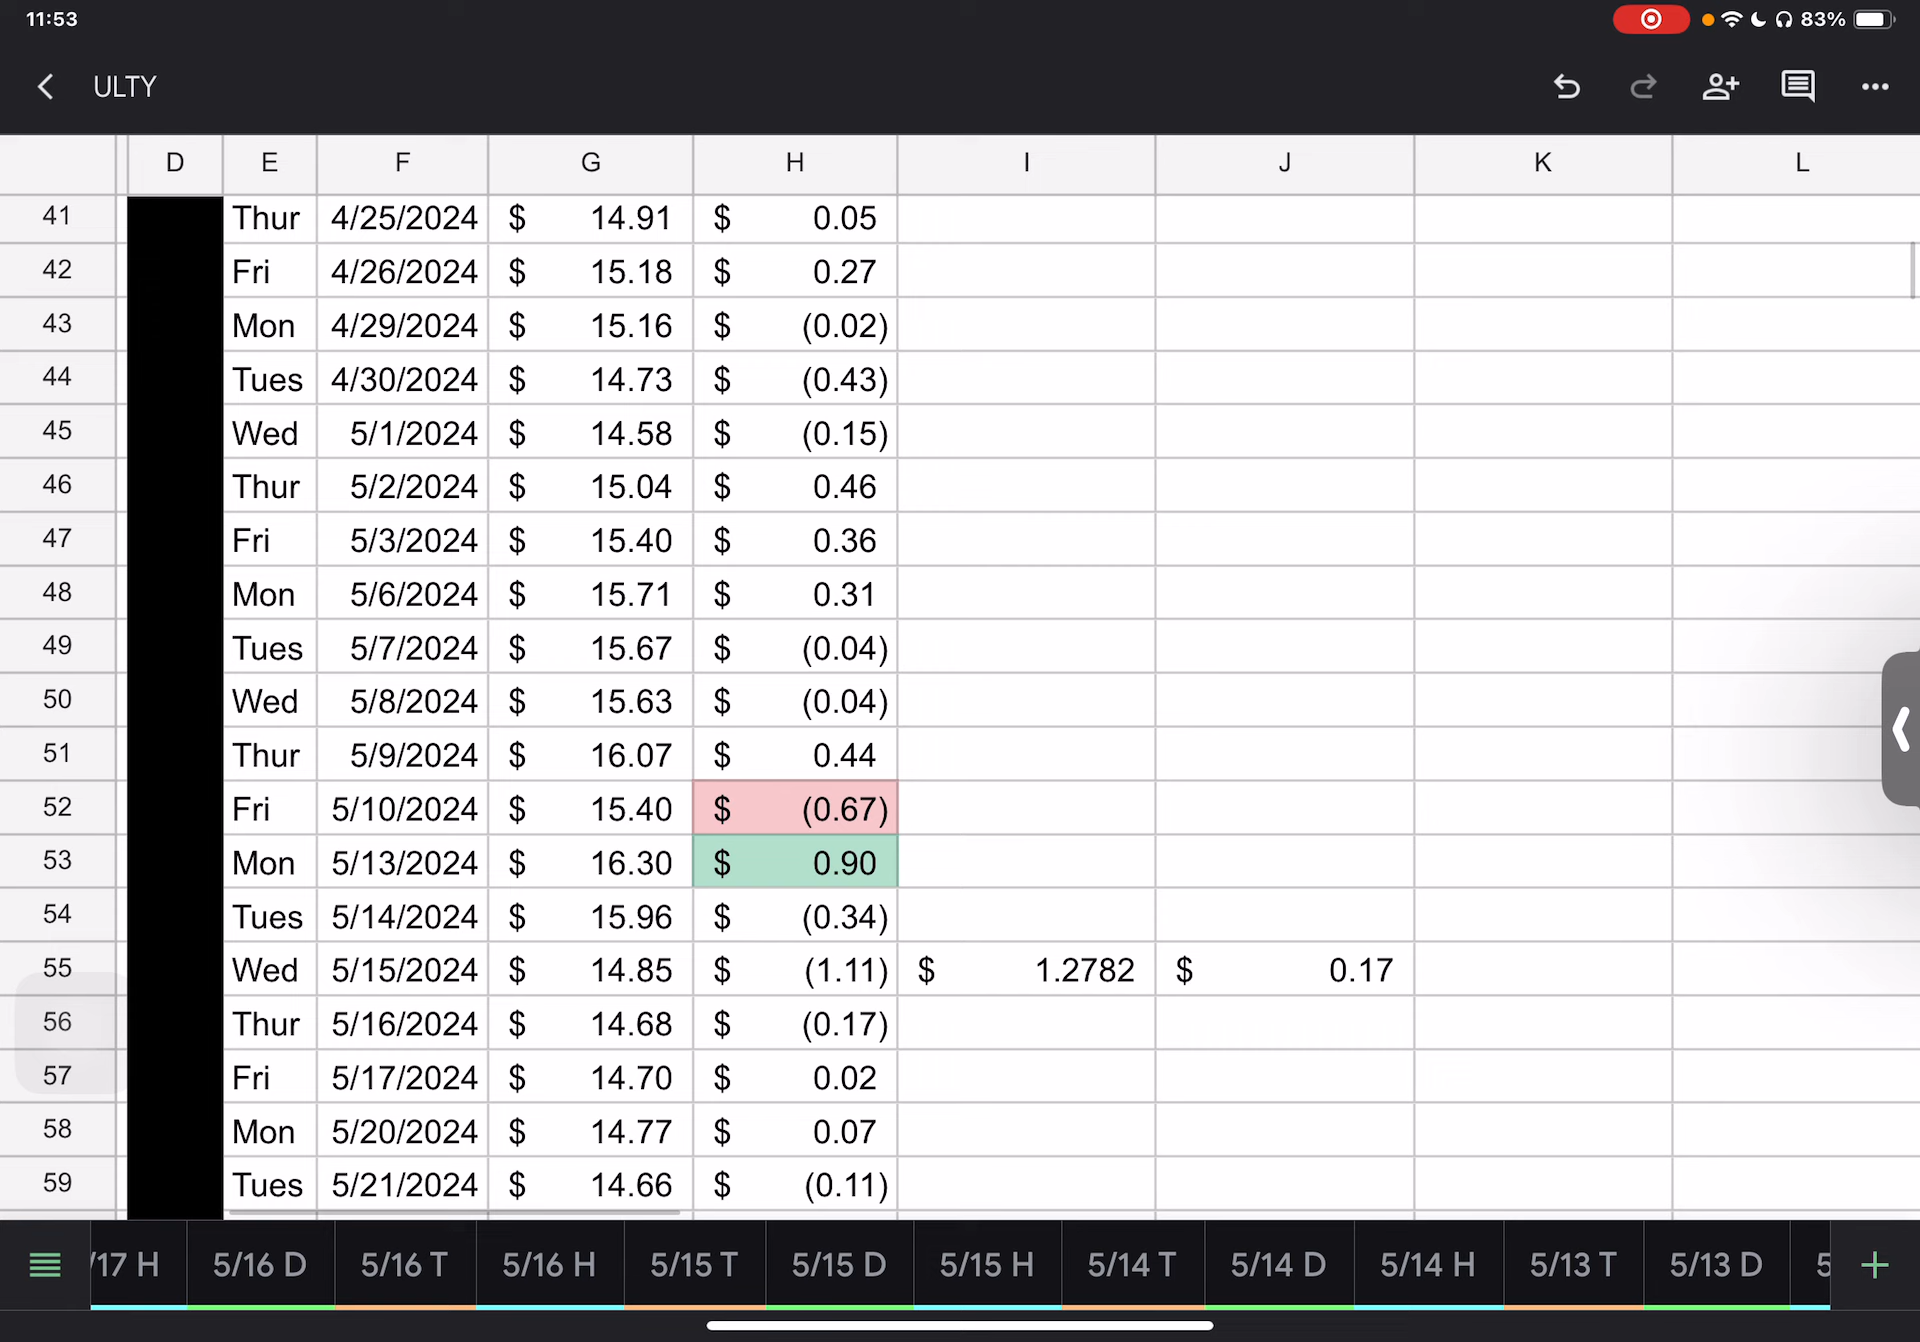 11:53
83%
ULTY
D E F G H I J K L
41 Thur 4/25/2024 $ 14.91 $ 0.05
42 Fri 4/26/2024 $ 15.18 $ 0.27
43 Mon 4/29/2024 $ 15.16 $ (0.02)
44 Tues 4/30/2024 $ 14.73 $ (0.43)
45 Wed 5/1/2024 $ 14.58 $ (0.15)
46 Thur 5/2/2024 $ 15.04 $ 0.46
47 Fri 5/3/2024 $ 15.40 $ 0.36
48 Mon 5/6/2024 $ 15.71 $ 0.31
49 Tues 5/7/2024 $ 15.67 $ (0.04)
50 Wed 5/8/2024 $ 15.63 $ (0.04)
51 Thur 5/9/2024 $ 16.07 $ 0.44
52 Fri 5/10/2024 $ 15.40 $ (0.67)
53 Mon 5/13/2024 $ 16.30 $ 0.90
54 Tues 5/14/2024 $ 15.96 $ (0.34)
55 Wed 5/15/2024 $ 14.85 $ (1.11) $ 1.2782 $ 0.17
56 Thur 5/16/2024 $ 14.68 $ (0.17)
57 Fri 5/17/2024 $ 14.70 $ 0.02
58 Mon 5/20/2024 $ 14.77 $ 0.07
59 Tues 5/21/2024 $ 14.66 $ (0.11)
/17 H 5/16 D 5/16 T 5/16 H 5/15 T 5/15 D 5/15 H 5/14 T 5/14 D 5/14 H 5/13 T 5/13 D 5